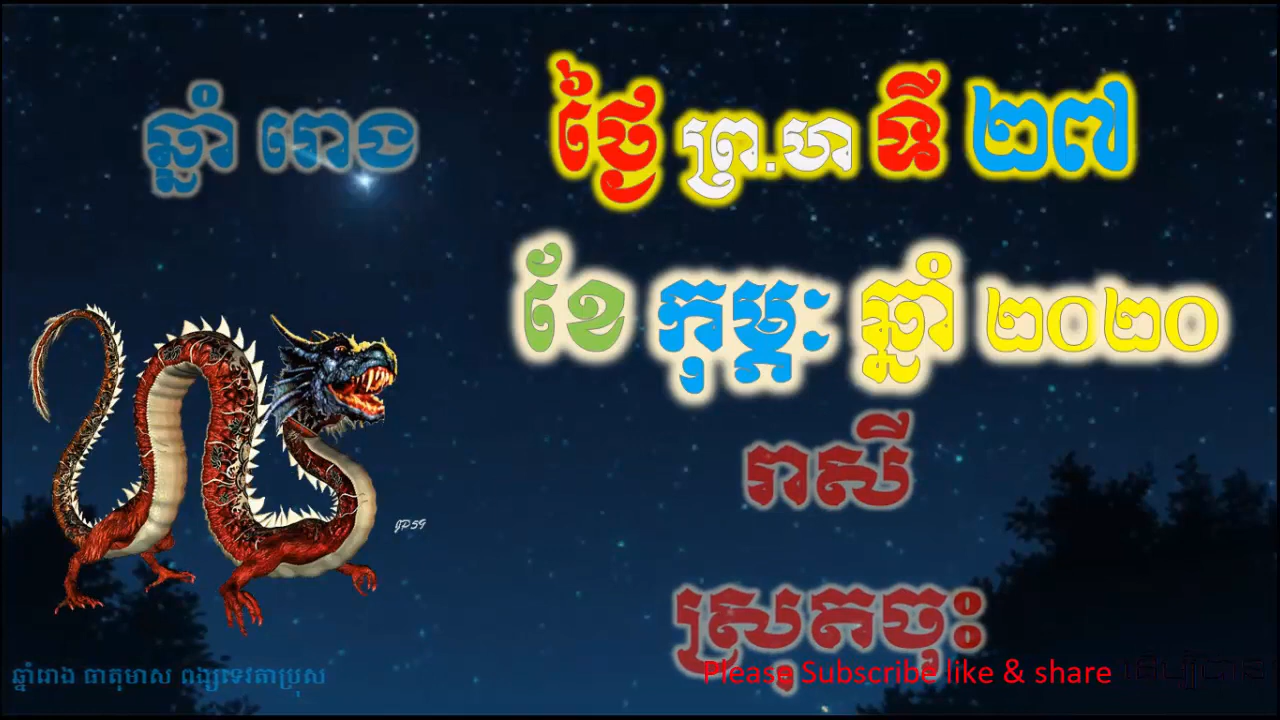 ឆ្នាំ រោង
ថ្ងៃ ព្រ.ហ ទី ២៧
ខែ កុម្ភៈ ឆ្នាំ ២០២០
រាសី
ស្រុតចុះ
JP59
ឆ្នាំរោង ធាតុមាស ពង្សទេវតាប្រុស
Please Subscribe like & share